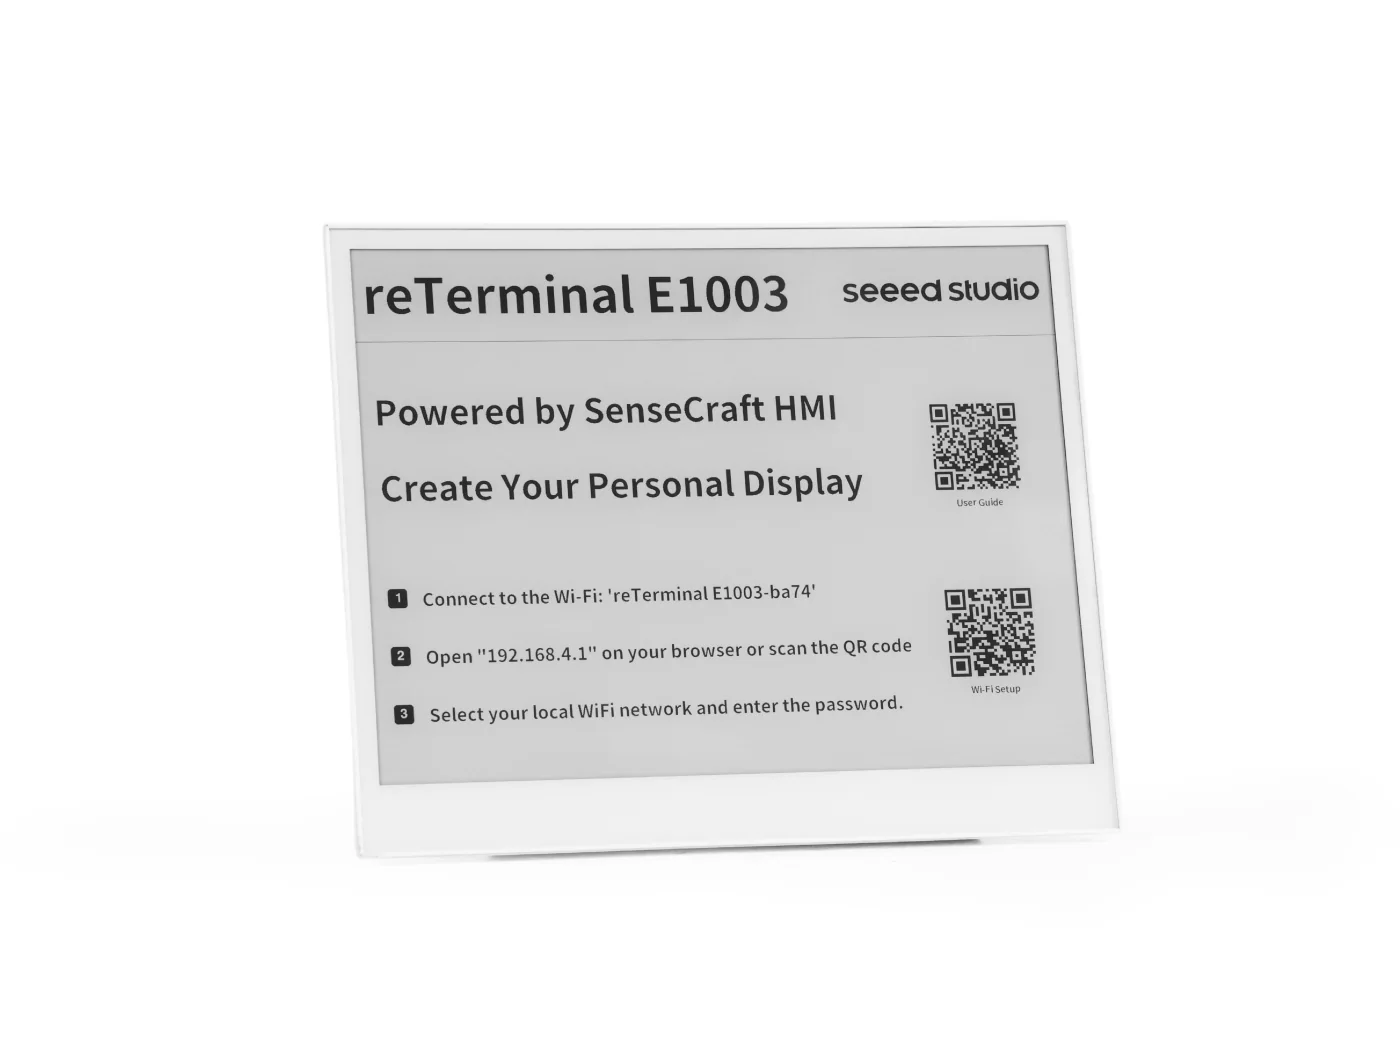 reTerminal E1003
seeed studio
Powered by SenseCraft HMI
Create Your Personal Display
User Guide
1 Connect to the Wi-Fi: 'reTerminal E1003-ba74'
2 Open "192.168.4.1" on your browser or scan the QR code
3 Select your local WiFi network and enter the password.
Wi-Fi Setup